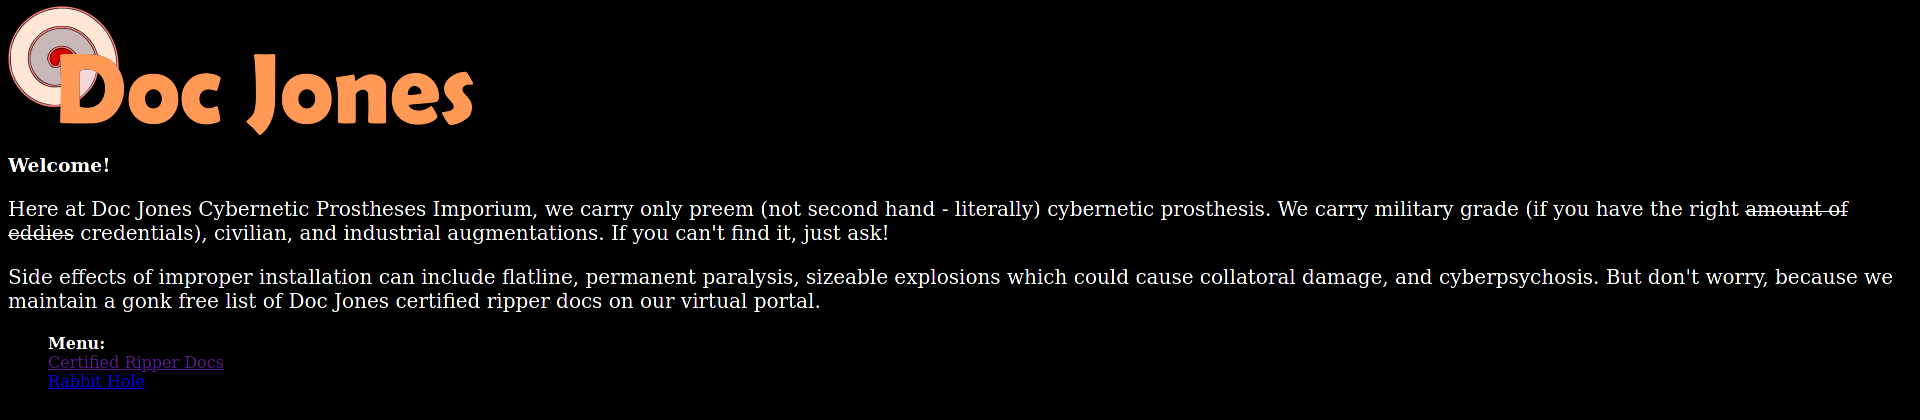 Doc Jones
Welcome!
Here at Doc Jones Cybernetic Prostheses Imporium, we carry only preem (not second hand - literally) cybernetic prosthesis. We carry military grade (if you have the right amount of
eddies credentials), civilian, and industrial augmentations. If you can't find it, just ask!
Side effects of improper installation can include flatline, permanent paralysis, sizeable explosions which could cause collatoral damage, and cyberpsychosis. But don't worry, because we
maintain a gonk free list of Doc Jones certified ripper docs on our virtual portal.
Menu:
Certified Ripper Docs
Rabbit Hole